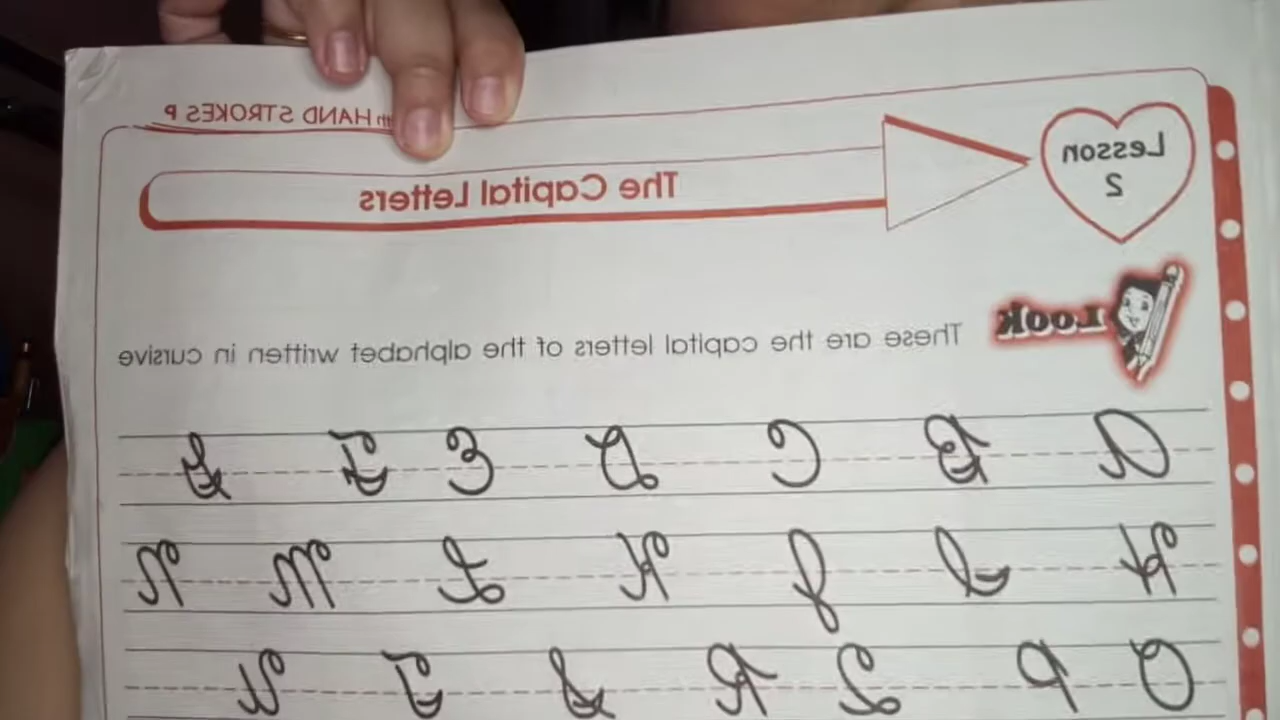 HAND STROKES P
Lesson
2
The Capital Letters
Look
These are the capital letters of the alphabet written in cursive
A B C D E F G
H I J K L M N
O P Q R S T U